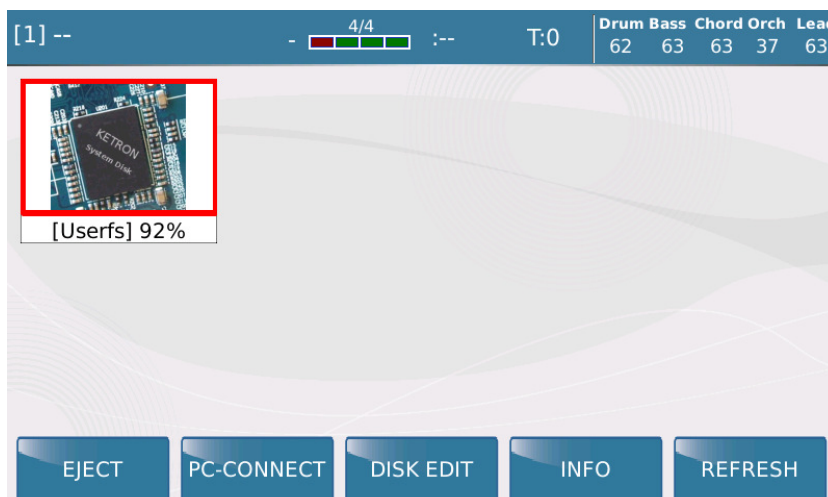 [1] -- - 4/4 :-- T:0
Drum Bass Chord Orch Lead
62 63 63 37 63
KETRON
System Disk
[Userfs] 92%
EJECT PC-CONNECT DISK EDIT INFO REFRESH